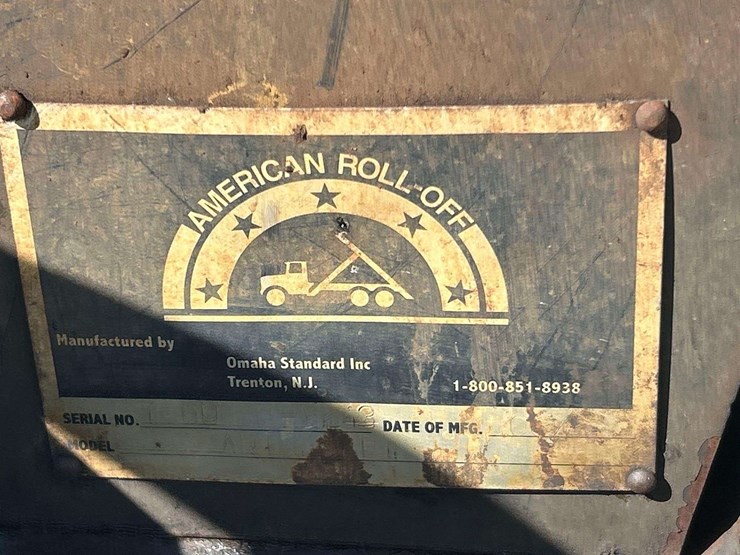 AMERICAN ROLL-OFF
Manufactured by
Omaha Standard Inc
Trenton, N.J.
1-800-851-8938
SERIAL NO.
DATE OF MFG.
MODEL